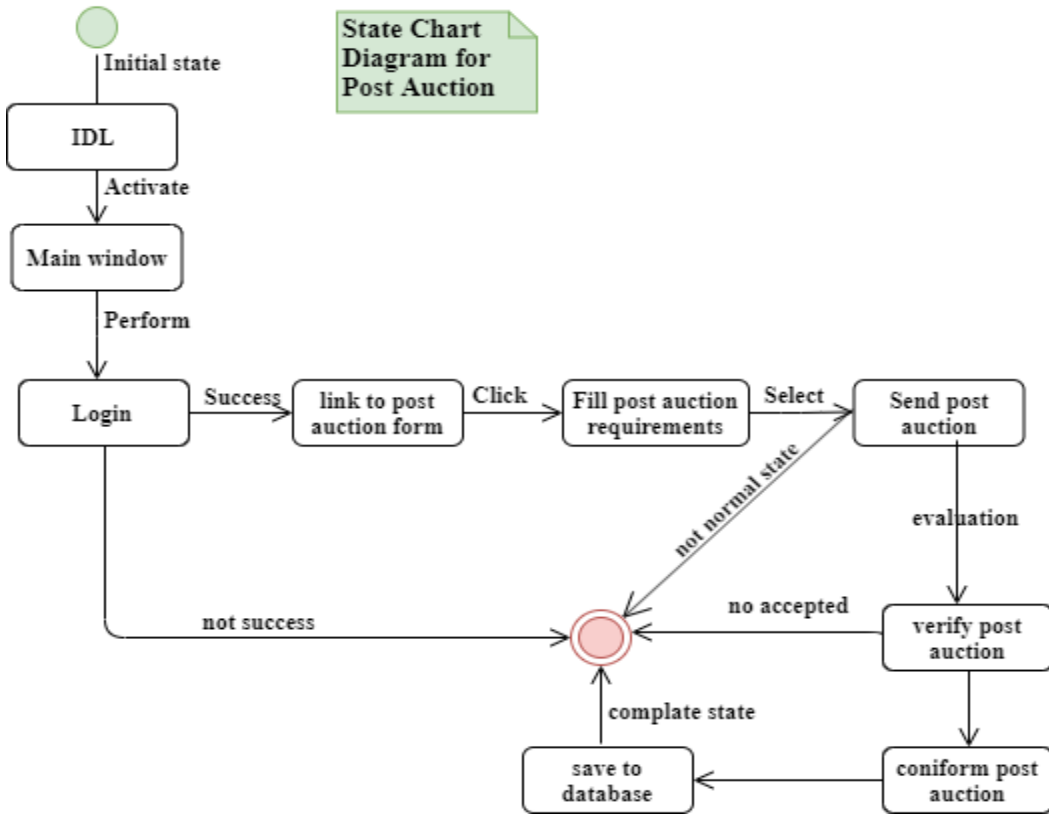 State Chart
Diagram for
Post Auction
Initial state
IDL
Activate
Main window
Perform
Login
Success
link to post
auction form
Click
Fill post auction
requirements
Select
Send post
auction
not normal state
evaluation
not success
no accepted
verify post
auction
complate state
save to
database
coniform post
auction